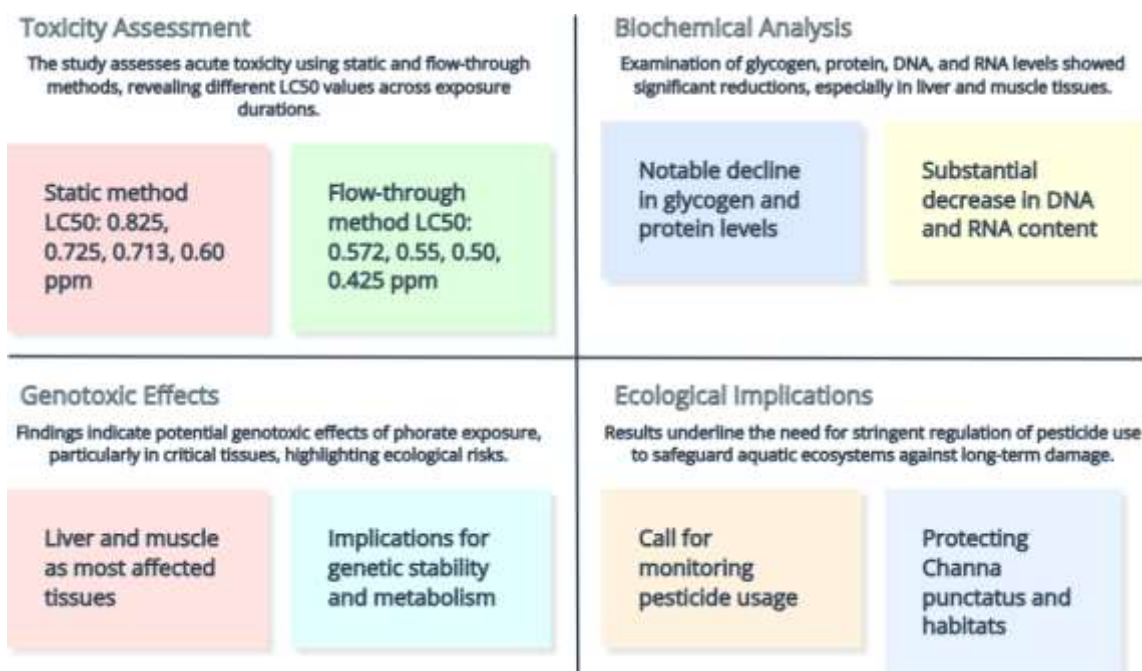 Toxicity Assessment
The study assesses acute toxicity using static and flow-through
methods, revealing different LC50 values across exposure
durations.
Static method
LC50: 0.825,
0.725, 0.713, 0.60
ppm
Flow-through
method LC50:
0.572, 0.55, 0.50,
0.425 ppm
Biochemical Analysis
Examination of glycogen, protein, DNA, and RNA levels showed
significant reductions, especially in liver and muscle tissues.
Notable decline
in glycogen and
protein levels
Substantial
decrease in DNA
and RNA content
Genotoxic Effects
Findings indicate potential genotoxic effects of phorate exposure,
particularly in critical tissues, highlighting ecological risks.
Liver and muscle
as most affected
tissues
Implications for
genetic stability
and metabolism
Ecological Implications
Results underline the need for stringent regulation of pesticide use
to safeguard aquatic ecosystems against long-term damage.
Call for
monitoring
pesticide usage
Protecting
Channa
punctatus and
habitats